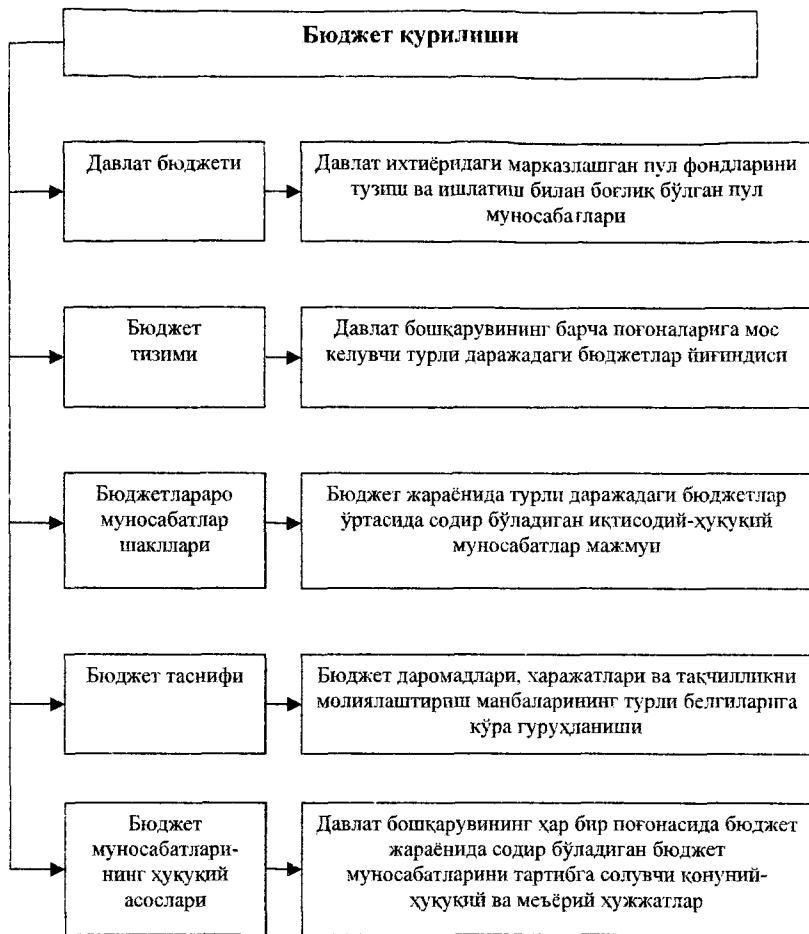 Бюджет қурилиши
Давлат бюджети
Давлат ихтиёридаги марказлашган пул фондларини
тузиш ва ишлатиш билан боғлиқ бўлган пул
муносабатлари
Бюджет
тизими
Давлат бошқарувининг барча поғоналарига мос
келувчи турли даражадаги бюджетлар йиғиндиси
Бюджетлараро
муносабатлар
шакллари
Бюджет жараёнида турли даражадаги бюджетлар
ўртасида содир бўладиган иқтисодий-ҳуқуқий
муносабатлар мажмуи
Бюджет таснифи
Бюджет даромадлари, харажатлари ва тақчилликни
молиялаштириш манбаларининг турли белгиларига
кўра гуруҳланиши
Бюджет
муносабатлари-
нинг ҳуқуқий
асослари
Давлат бошқарувининг ҳар бир поғонасида бюджет
жараёнида содир бўладиган бюджет
муносабатларини тартибга солувчи қонуний-
ҳуқуқий ва меъёрий ҳужжатлар